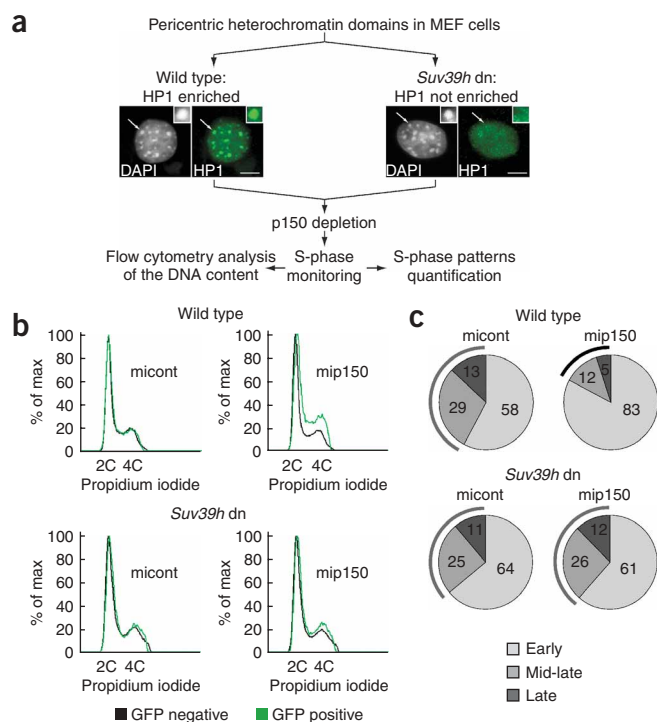 a
Pericentric heterochromatin domains in MEF cells
Wild type:
HP1 enriched
Suv39h dn:
HP1 not enriched
DAPI
HP1
DAPI
HP1
p150 depletion
Flow cytometry analysis
of the DNA content
S-phase
monitoring
S-phase patterns
quantification
b
Wild type
% of max
100
80
60
40
20
0
micont
2C 4C
Propidium iodide
% of max
100
80
60
40
20
0
mip150
2C 4C
Propidium iodide
Suv39h dn
% of max
100
80
60
40
20
0
micont
2C 4C
Propidium iodide
% of max
100
80
60
40
20
0
mip150
2C 4C
Propidium iodide
GFP negative
GFP positive
c
Wild type
micont
13
29
58
mip150
12
5
83
Suv39h dn
micont
11
25
64
mip150
12
26
61
Early
Mid-late
Late